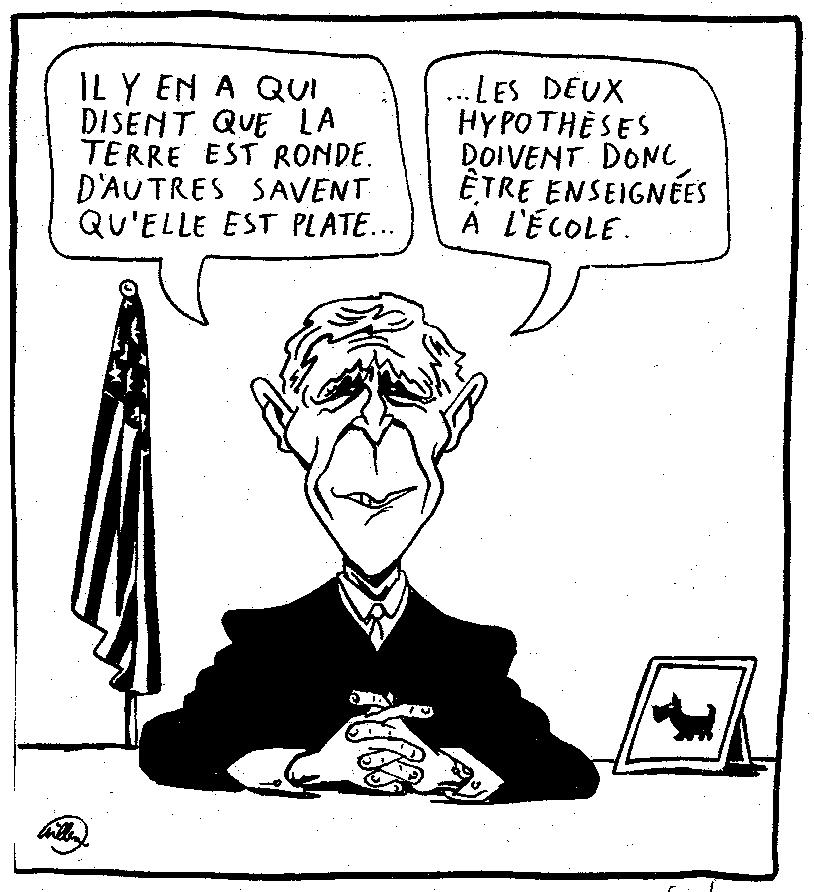 IL Y EN A QUI
DISENT QUE LA
TERRE EST RONDE.
D'AUTRES SAVENT
QU'ELLE EST PLATE...
...LES DEUX
HYPOTHÈSES
DOIVENT DONC
ÊTRE ENSEIGNÉES
À L'ÉCOLE.
Willem